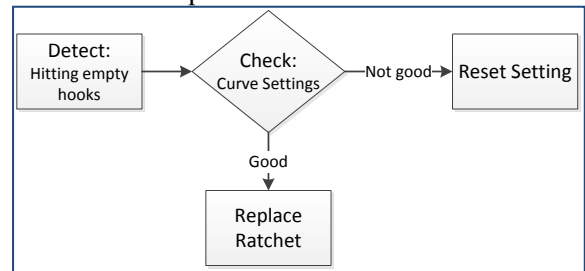 Detect:
Hitting empty
hooks
Check:
Curve Settings
Not good
Reset Setting
Good
Replace
Ratchet